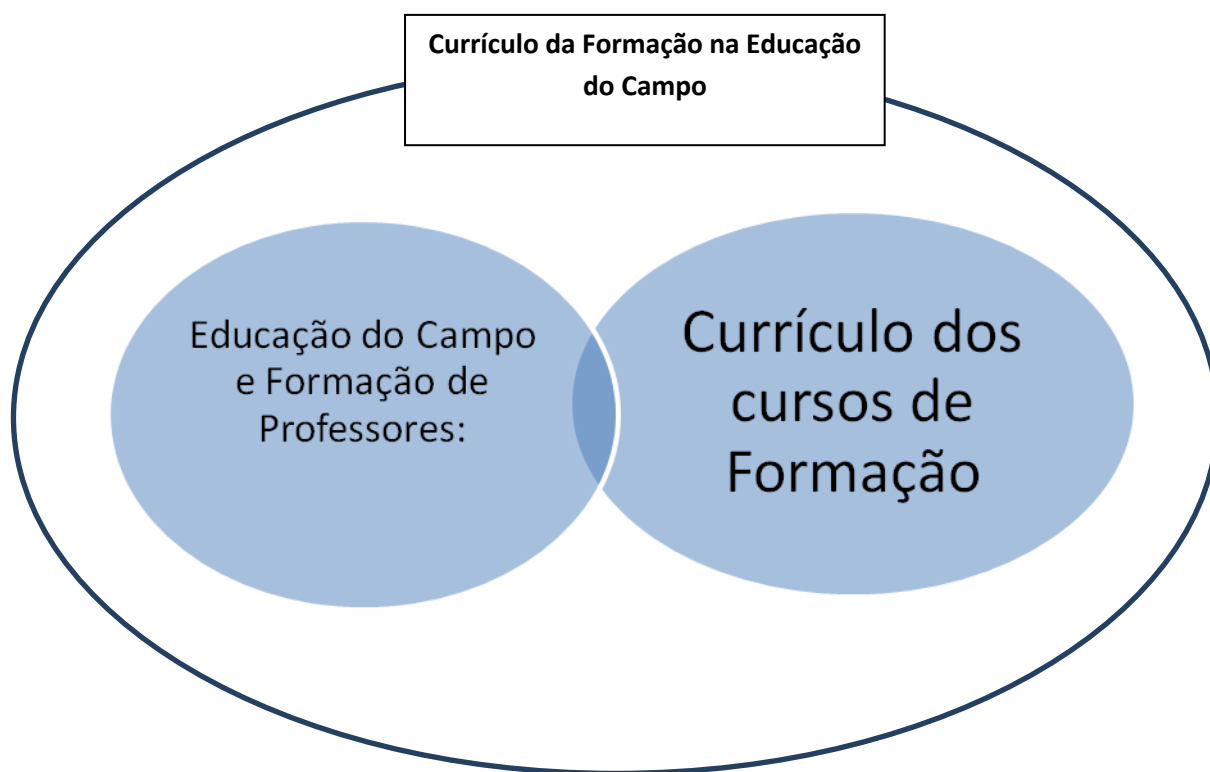 Currículo da Formação na Educação
do Campo
Educação do Campo
e Formação de
Professores:
Currículo dos
cursos de
Formação